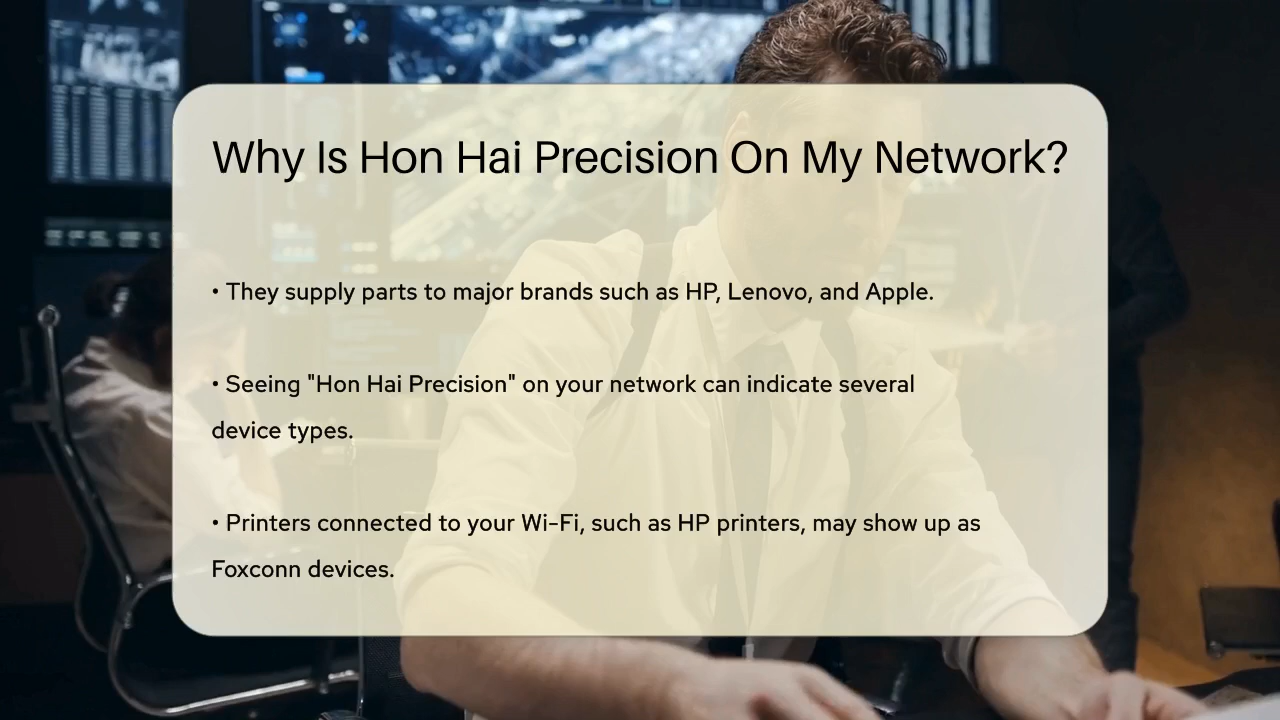 Why Is Hon Hai Precision On My Network?
• They supply parts to major brands such as HP, Lenovo, and Apple.
• Seeing "Hon Hai Precision" on your network can indicate several
device types.
• Printers connected to your Wi-Fi, such as HP printers, may show up as
Foxconn devices.